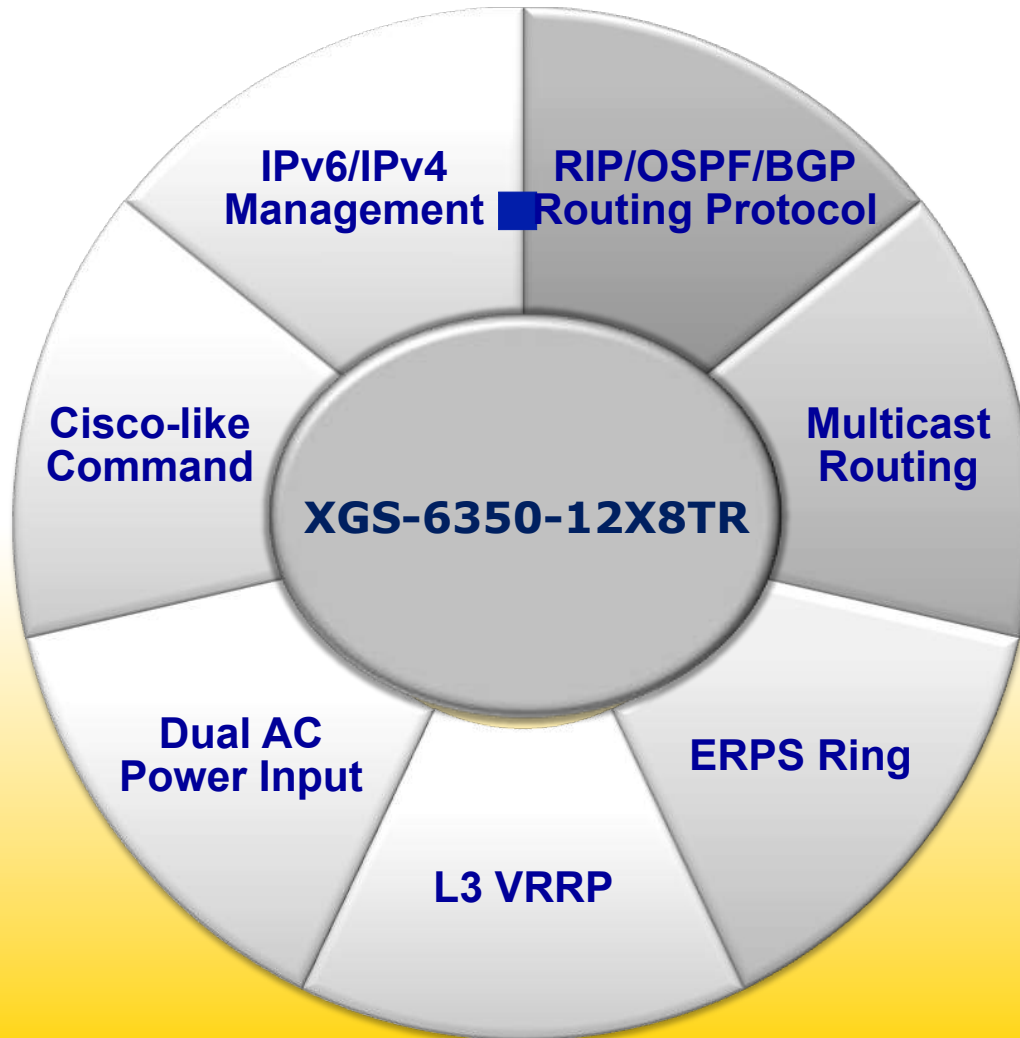 IPv6/IPv4
Management
RIP/OSPF/BGP
Routing Protocol
Multicast
Routing
ERPS Ring
L3 VRRP
Dual AC
Power Input
Cisco-like
Command
XGS-6350-12X8TR